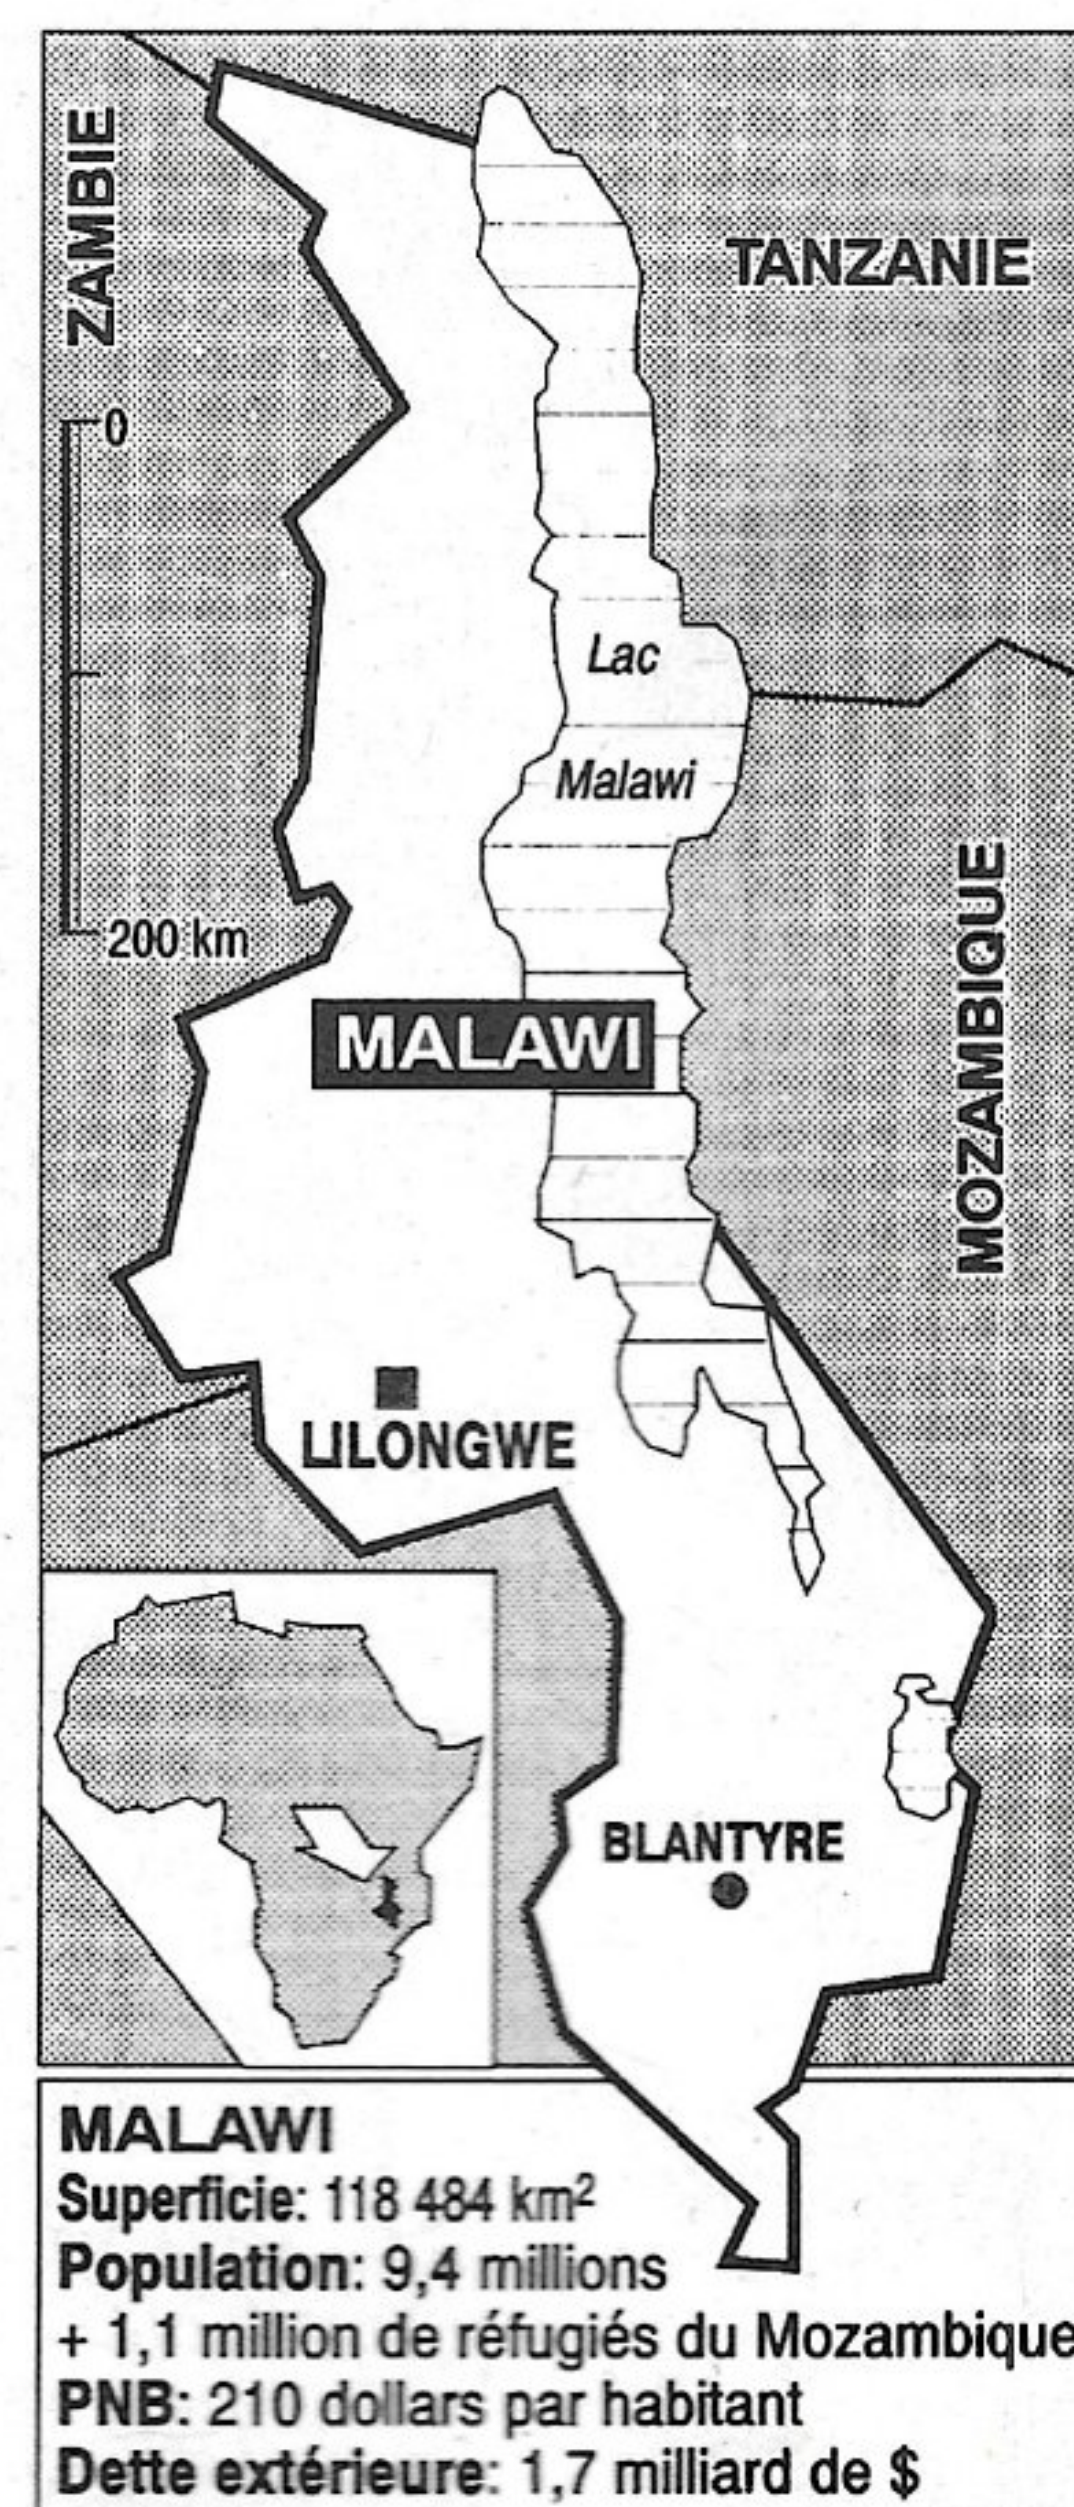 ZAMBIE
TANZANIE
0
Lac
Malawi
200 km
MOZAMBIQUE
MALAWI
LILONGWE
BLANTYRE
MALAWI
Superficie: 118 484 km²
Population: 9,4 millions
+ 1,1 million de réfugiés du Mozambique
PNB: 210 dollars par habitant
Dette extérieure: 1,7 milliard de $